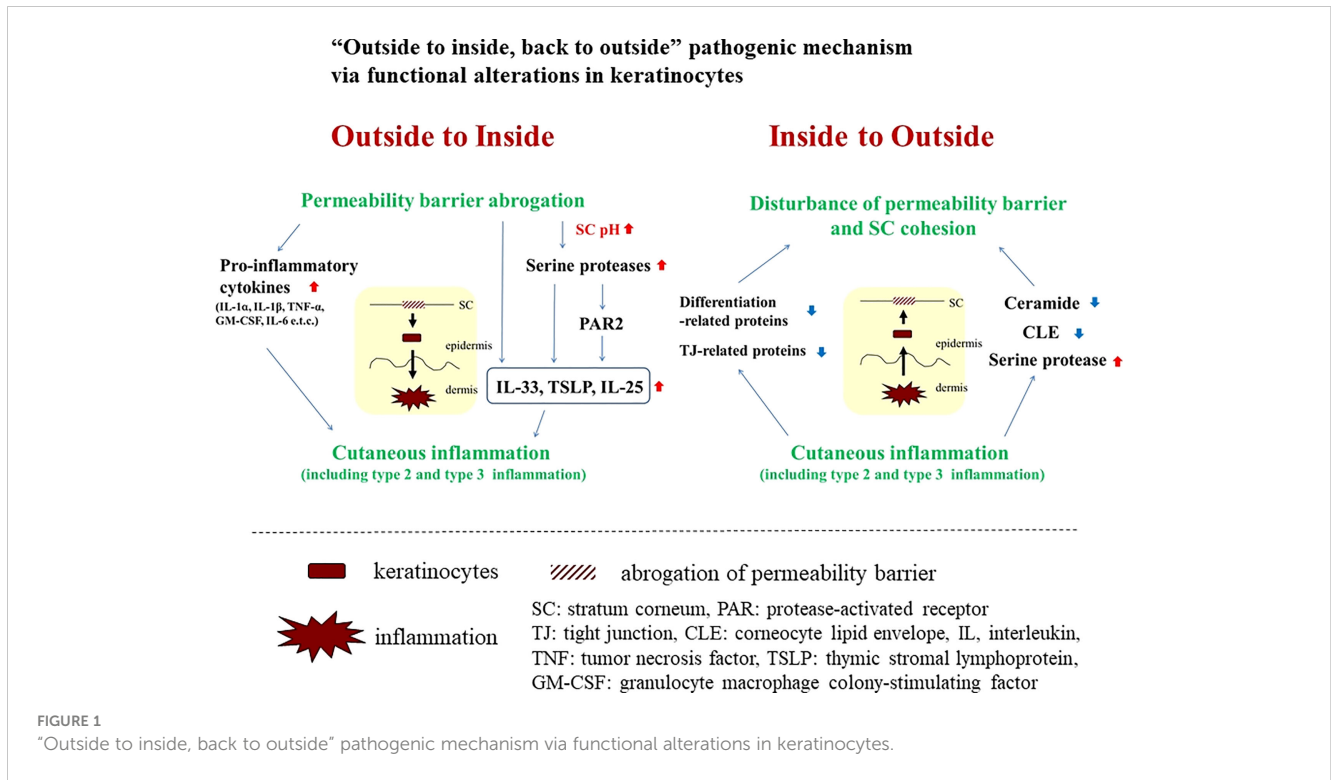 “Outside to inside, back to outside” pathogenic mechanism
via functional alterations in keratinocytes
Outside to Inside
Permeability barrier abrogation
SC pH
Pro-inflammatory
cytokines
(IL-1α, IL-1β, TNF-α,
GM-CSF, IL-6 e.t.c.)
Serine proteases
PAR2
IL-33, TSLP, IL-25
SC
epidermis
dermis
Cutaneous inflammation
(including type 2 and type 3 inflammation)
Inside to Outside
Disturbance of permeability barrier
and SC cohesion
Differentiation
-related proteins
TJ-related proteins
SC
epidermis
dermis
Ceramide
CLE
Serine protease
Cutaneous inflammation
(including type 2 and type 3 inflammation)
keratinocytes
abrogation of permeability barrier
inflammation
SC: stratum corneum, PAR: protease-activated receptor
TJ: tight junction, CLE: corneocyte lipid envelope, IL, interleukin,
TNF: tumor necrosis factor, TSLP: thymic stromal lymphoprotein,
GM-CSF: granulocyte macrophage colony-stimulating factor
FIGURE 1
“Outside to inside, back to outside” pathogenic mechanism via functional alterations in keratinocytes.